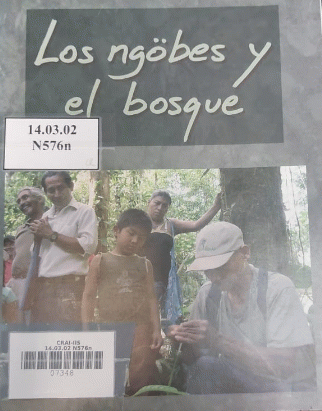 Los ngöbes y
el bosque
14.03.02
N576n
CRAI-IIS
14.03.02 N576n
07348